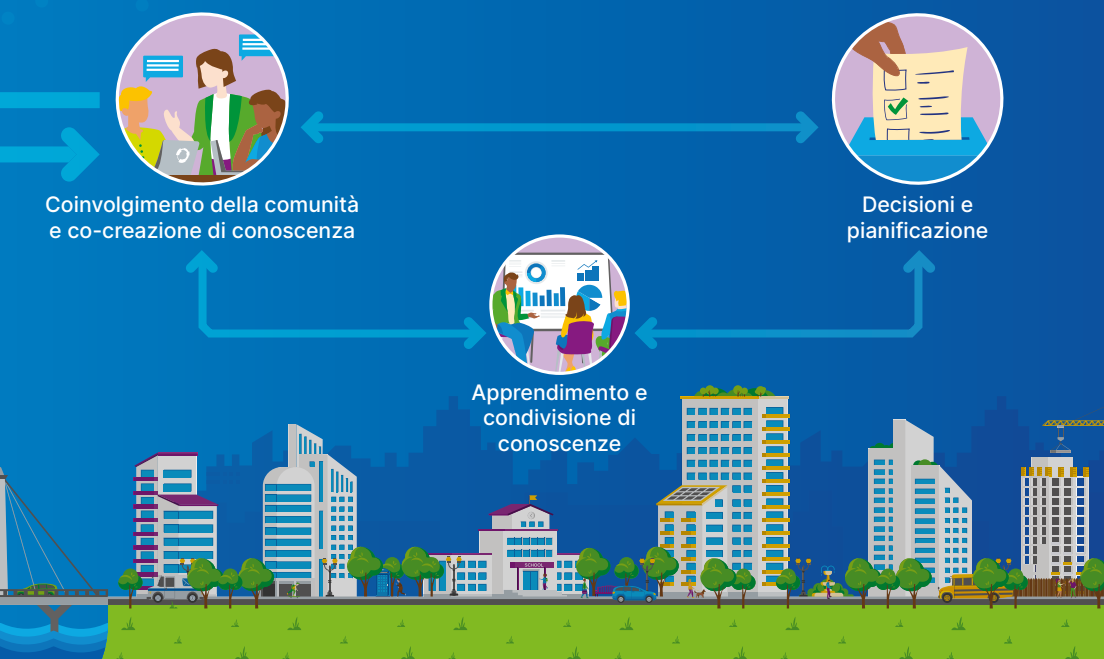 Coinvolgimento della comunità
e co-creazione di conoscenza
Decisioni e
pianificazione
Apprendimento e
condivisione di
conoscenze
SCHOOL